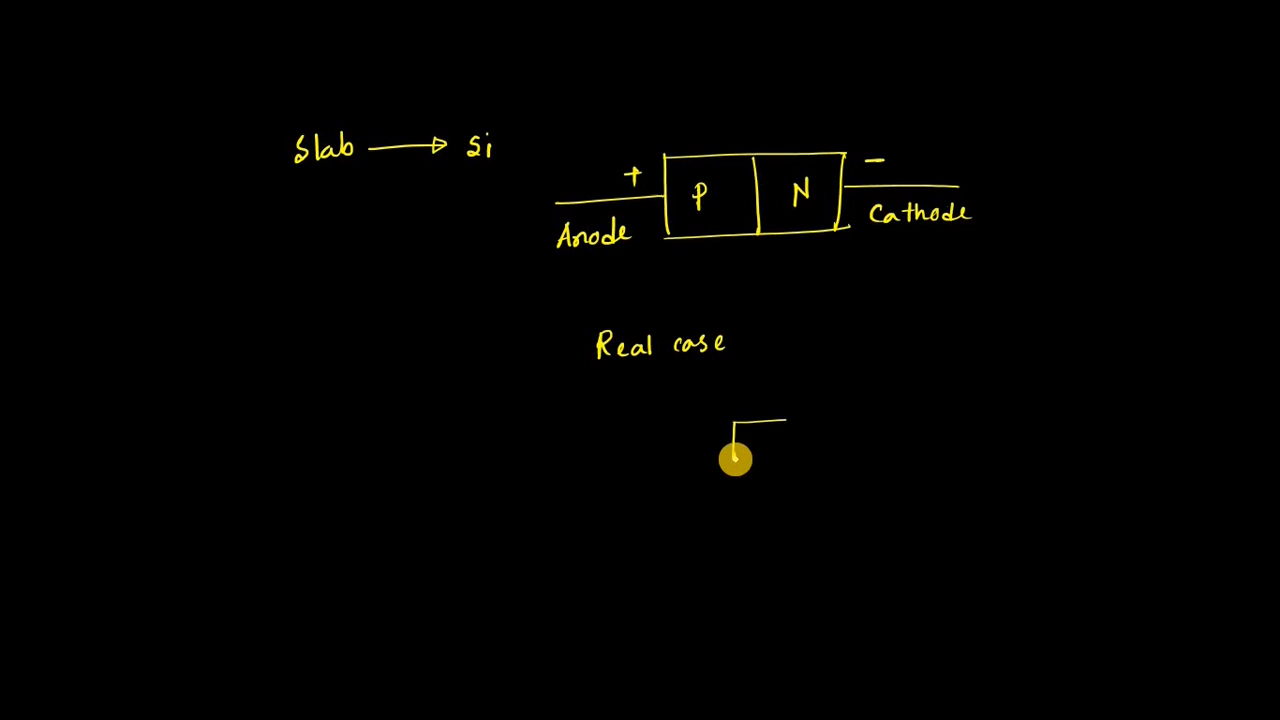 Slab → Si
+ P N -
Anode Cathode
Real case